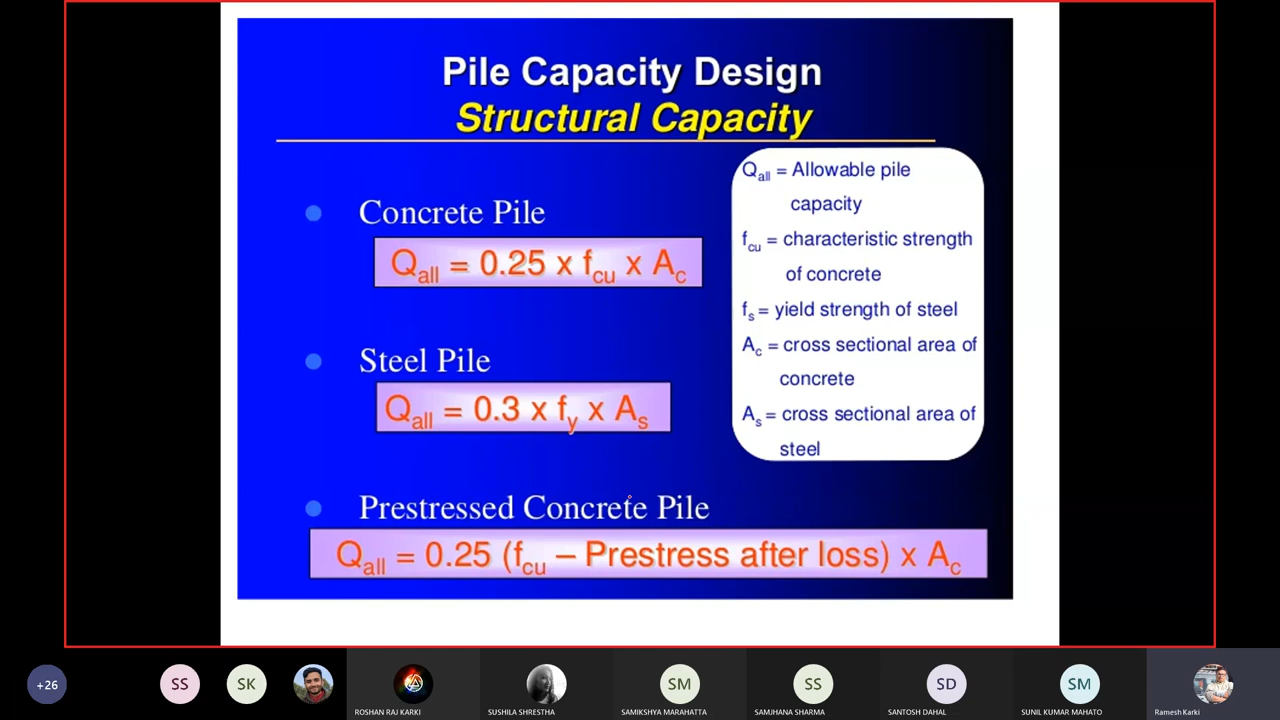 Pile Capacity Design
Structural Capacity
Concrete Pile
Qall = 0.25 x fcu x Ac
Steel Pile
Qall = 0.3 x fy x As
Prestressed Concrete Pile
Qall = 0.25 (fcu – Prestress after loss) x Ac
Qall = Allowable pile
capacity
fcu = characteristic strength
of concrete
fs = yield strength of steel
Ac = cross sectional area of
concrete
As = cross sectional area of
steel
+26
SS
SK
ROSHAN RAJ KARKI
SUSHILA SHRESTHA
SM
SAMIKSHYA MARAHATTA
SS
SAMJHANA SHARMA
SD
SANTOSH DAHAL
SM
SUNIL KUMAR MAHATO
Ramesh Karki